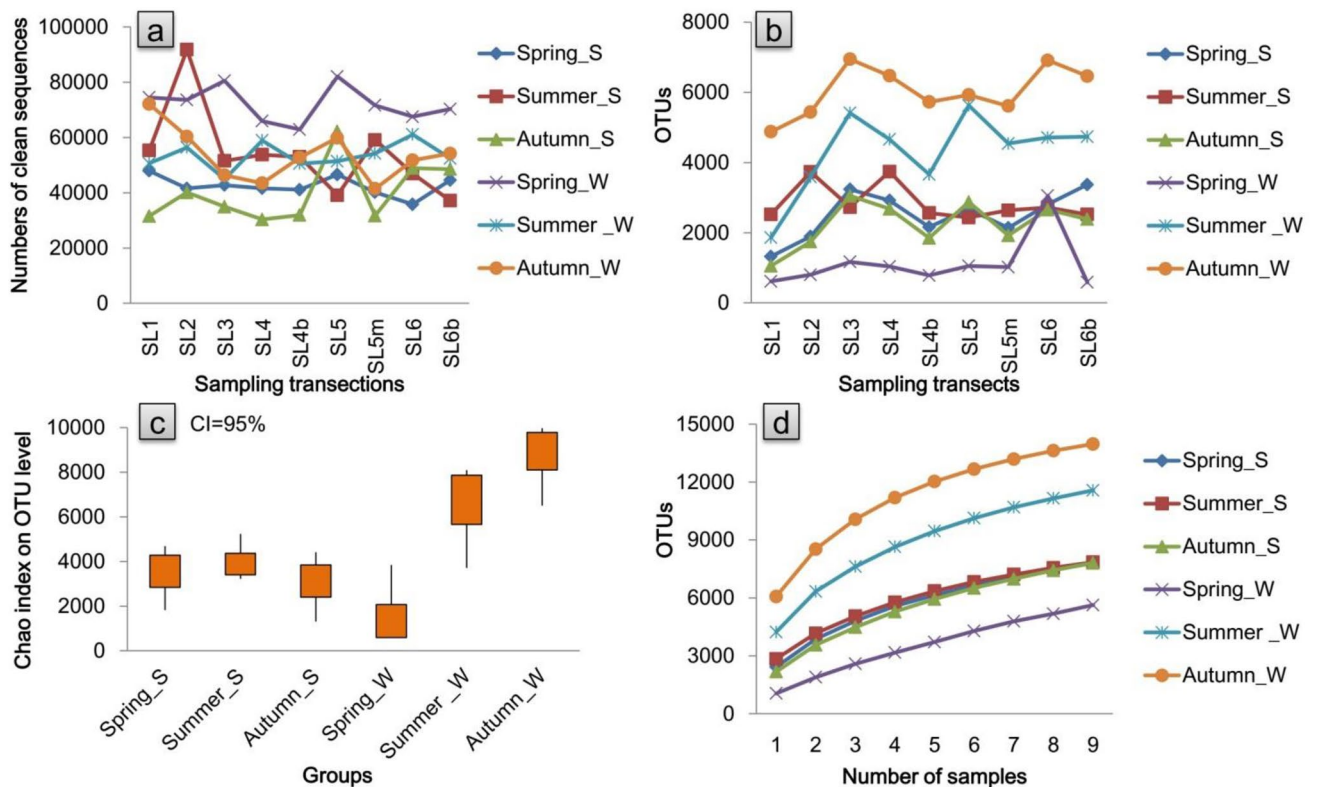 a
Numbers of clean sequences
100000
80000
60000
40000
20000
0
SL1
SL2
SL3
SL4
SL4b
SL5
SL5m
SL6
SL6b
Sampling transections
Spring_S
Summer_S
Autumn_S
Spring_W
Summer _W
Autumn_W
b
OTUs
8000
6000
4000
2000
0
SL1
SL2
SL3
SL4
SL4b
SL5
SL5m
SL6
SL6b
Sampling transects
Spring_S
Summer_S
Autumn_S
Spring_W
Summer _W
Autumn_W
c
CI=95%
Chao index on OTU level
10000
8000
6000
4000
2000
0
Spring_S
Summer_S
Autumn_S
Spring_W
Summer _W
Autumn_W
Groups
d
OTUs
15000
12000
9000
6000
3000
0
1 2 3 4 5 6 7 8 9
Number of samples
Spring_S
Summer_S
Autumn_S
Spring_W
Summer _W
Autumn_W